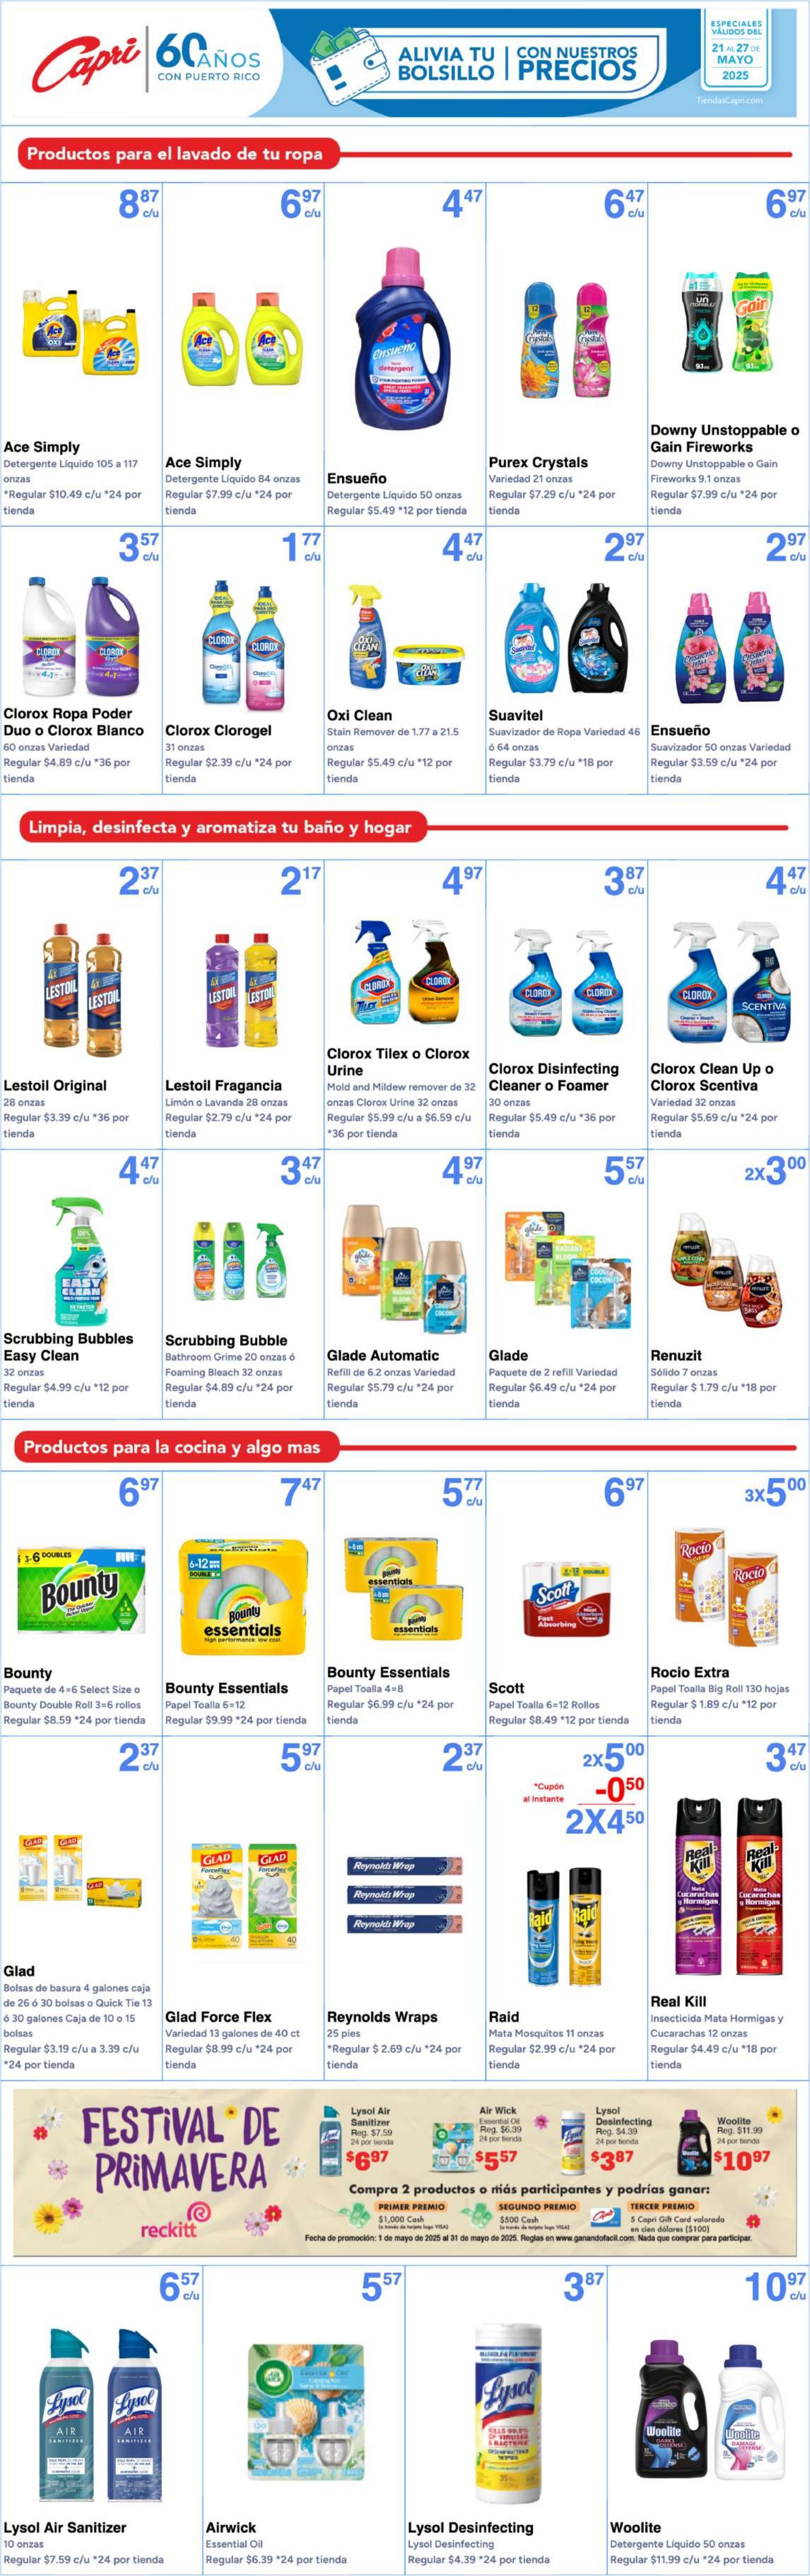 Capri
60 AÑOS
CON PUERTO RICO
ALIVIA TU BOLSILLO
CON NUESTROS PRECIOS
ESPECIALES
VÁLIDOS DEL
21 AL 27 DE
MAYO
2025
TiendasCapri.com
Productos para el lavado de tu ropa
8 87 c/u
Ace Simply
Detergente Líquido 105 a 117
onzas
*Regular $10.49 c/u *24 por
tienda
6 97 c/u
Ace Simply
Detergente Líquido 84 onzas
Regular $7.99 c/u *24 por
tienda
4 47
Ensueño
Detergente Líquido 50 onzas
Regular $5.49 *12 por tienda
6 47 c/u
Purex Crystals
Variedad 21 onzas
Regular $7.29 c/u *24 por
tienda
6 97 c/u
Downy Unstoppable o
Gain Fireworks
Downy Unstoppable o Gain
Fireworks 9.1 onzas
Regular $7.99 c/u *24 por
tienda
3 57 c/u
Clorox Ropa Poder
Duo o Clorox Blanco
60 onzas Variedad
Regular $4.89 c/u *36 por
tienda
1 77 c/u
Clorox Clorogel
31 onzas
Regular $2.39 c/u *24 por
tienda
4 47 c/u
Oxi Clean
Stain Remover de 1.77 a 21.5
onzas
Regular $5.49 c/u *12 por
tienda
2 97 c/u
Suavitel
Suavizador de Ropa Variedad 46
ó 64 onzas
Regular $3.79 c/u *18 por
tienda
2 97 c/u
Ensueño
Suavizador 50 onzas Variedad
Regular $3.59 c/u *24 por
tienda
Limpia, desinfecta y aromatiza tu baño y hogar
2 37 c/u
Lestoil Original
28 onzas
Regular $3.39 c/u *36 por
tienda
2 17
Lestoil Fragancia
Limón o Lavanda 28 onzas
Regular $2.79 c/u *24 por
tienda
4 97
Clorox Tilex o Clorox
Urine
Mold and Mildew remover de 32
onzas Clorox Urine 32 onzas
Regular $5.99 c/u a $6.59 c/u
*36 por tienda
3 87 c/u
Clorox Disinfecting
Cleaner o Foamer
30 onzas
Regular $5.49 c/u *36 por
tienda
4 47 c/u
Clorox Clean Up o
Clorox Scentiva
Variedad 32 onzas
Regular $5.69 c/u *24 por
tienda
4 47 c/u
Scrubbing Bubbles
Easy Clean
32 onzas
Regular $4.99 c/u *12 por
tienda
3 47 c/u
Scrubbing Bubble
Bathroom Grime 20 onzas ó
Foaming Bleach 32 onzas
Regular $4.89 c/u *24 por
tienda
4 97 c/u
Glade Automatic
Refill de 6.2 onzas Variedad
Regular $5.79 c/u *24 por
tienda
5 57 c/u
Glade
Paquete de 2 refill Variedad
Regular $6.49 c/u *24 por
tienda
2X3 00
Renuzit
Sólido 7 onzas
Regular $ 1.79 c/u *18 por
tienda
Productos para la cocina y algo mas
6 97
Bounty
Paquete de 4=6 Select Size o
Bounty Double Roll 3=6 rollos
Regular $8.59 *24 por tienda
7 47
Bounty Essentials
Papel Toalla 6=12
Regular $9.99 *24 por tienda
5 77 c/u
Bounty Essentials
Papel Toalla 4=8
Regular $6.99 c/u *24 por
tienda
6 97
Scott
Papel Toalla 6=12 Rollos
Regular $8.49 *12 por tienda
3X5 00
Rocio Extra
Papel Toalla Big Roll 130 hojas
Regular $ 1.89 c/u *12 por
tienda
2 37 c/u
Glad
Bolsas de basura 4 galones caja
de 26 ó 30 bolsas o Quick Tie 13
ó 30 galones Caja de 10 o 15
bolsas
Regular $3.19 c/u a 3.39 c/u
*24 por tienda
5 97 c/u
Glad Force Flex
Variedad 13 galones de 40 ct
Regular $8.99 c/u *24 por
tienda
2 37 c/u
Reynolds Wraps
25 pies
*Regular $ 2.69 c/u *24 por
tienda
2X5 00
*Cupón
al Instante
-0 50
2X4 50
Raid
Mata Mosquitos 11 onzas
Regular $2.99 c/u *24 por
tienda
3 47 c/u
Real Kill
Insecticida Mata Hormigas y
Cucarachas 12 onzas
Regular $4.49 c/u *18 por
tienda
FESTiVAL DE
PRiMAVERA
reckitt
Lysol Air
Sanitizer
Reg. $7.59
24 por tienda
$6 97
Air Wick
Essential Oil
Reg. $6.39
24 por tienda
$5 57
Lysol
Desinfecting
Reg. $4.39
24 por tienda
$3 87
Woolite
Reg. $11.99
24 por tienda
$10 97
Compra 2 productos o más participantes y podrías ganar:
PRIMER PREMIO
$1,000 Cash
(a través de tarjeta logo VISA)
SEGUNDO PREMIO
$500 Cash
(a través de tarjeta logo VISA)
TERCER PREMIO
5 Capri Gift Card valorada
en cien dólares ($100)
Fecha de promoción: 1 de mayo de 2025 al 31 de mayo de 2025. Reglas en www.ganandofacil.com. Nada que comprar para participar.
6 57 c/u
Lysol Air Sanitizer
10 onzas
Regular $7.59 c/u *24 por tienda
5 57
Airwick
Essential Oil
Regular $6.39 *24 por tienda
3 87
Lysol Desinfecting
Lysol Desinfecting
Regular $4.39 *24 por tienda
10 97 c/u
Woolite
Detergente Líquido 50 onzas
Regular $11.99 c/u *24 por tienda